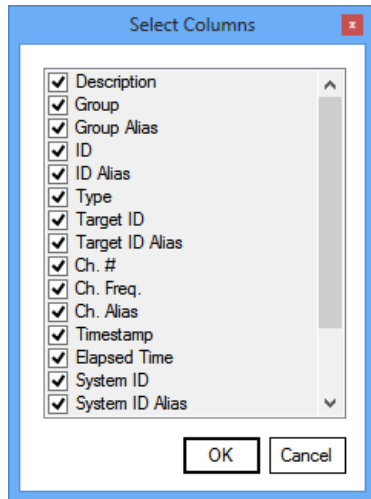 Select Columns
x
Description
Group
Group Alias
ID
ID Alias
Type
Target ID
Target ID Alias
Ch. #
Ch. Freq.
Ch. Alias
Timestamp
Elapsed Time
System ID
System ID Alias
OK Cancel